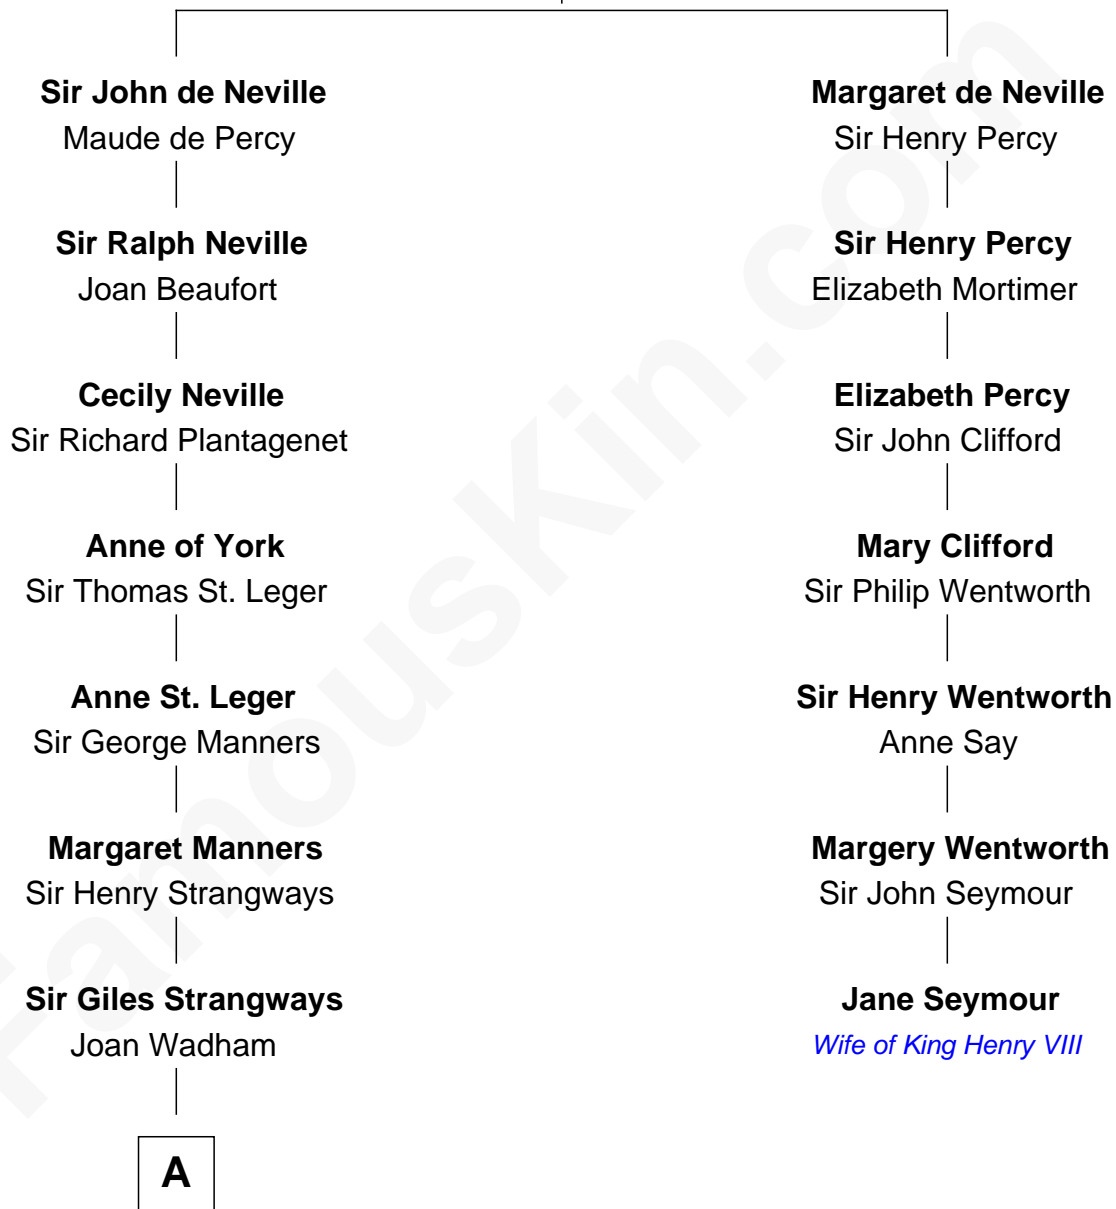 Sir John de Neville
Maude de Percy
Sir Ralph Neville
Joan Beaufort
Cecily Neville
Sir Richard Plantagenet
Anne of York
Sir Thomas St. Leger
Anne St. Leger
Sir George Manners
Margaret Manners
Sir Henry Strangways
Sir Giles Strangways
Joan Wadham
A
Margaret de Neville
Sir Henry Percy
Sir Henry Percy
Elizabeth Mortimer
Elizabeth Percy
Sir John Clifford
Mary Clifford
Sir Philip Wentworth
Sir Henry Wentworth
Anne Say
Margery Wentworth
Sir John Seymour
Jane Seymour
Wife of King Henry VIII
FamousKin.com